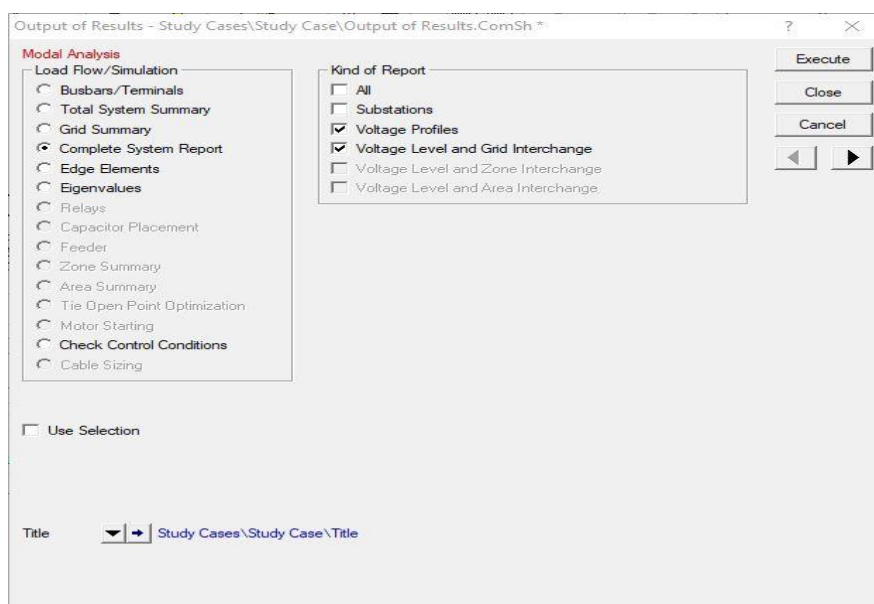 Output of Results - Study Cases\Study Case\Output of Results.ComSh *
?
Modal Analysis
Load Flow/Simulation
Busbars/Terminals
Total System Summary
Grid Summary
Complete System Report
Edge Elements
Eigenvalues
Relays
Capacitor Placement
Feeder
Zone Summary
Area Summary
Tie Open Point Optimization
Motor Starting
Check Control Conditions
Cable Sizing
Kind of Report
All
Substations
Voltage Profiles
Voltage Level and Grid Interchange
Voltage Level and Zone Interchange
Voltage Level and Area Interchange
Execute
Close
Cancel
Use Selection
Title Study Cases\Study Case\Title